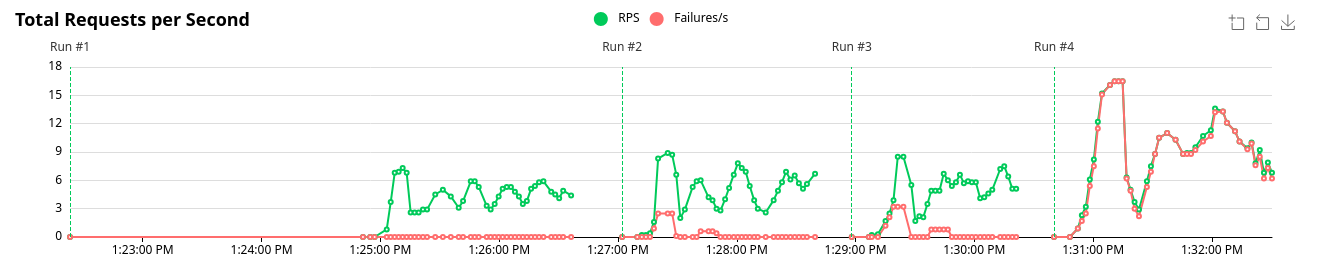 Total Requests per Second
RPS Failures/s
Run #1 Run #2 Run #3 Run #4
18
15
12
9
6
3
0
1:23:00 PM 1:24:00 PM 1:25:00 PM 1:26:00 PM 1:27:00 PM 1:28:00 PM 1:29:00 PM 1:30:00 PM 1:31:00 PM 1:32:00 PM